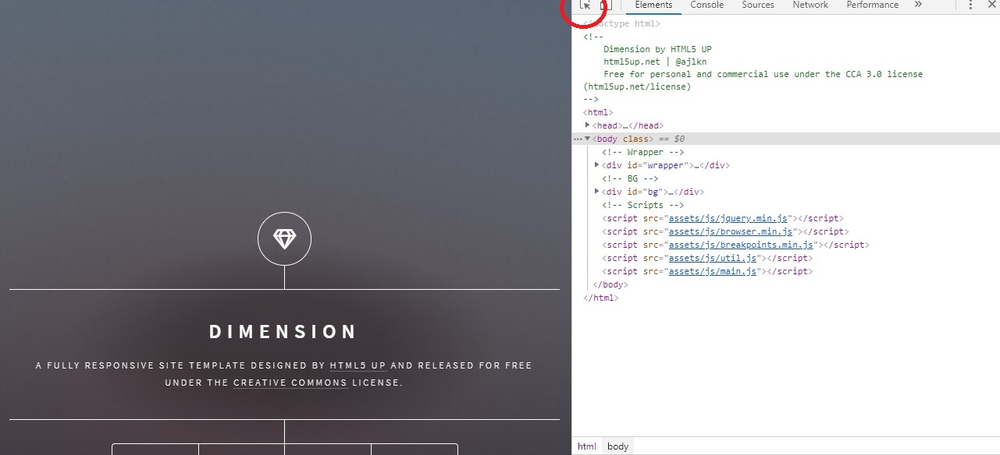 DIMENSION
A FULLY RESPONSIVE SITE TEMPLATE DESIGNED BY HTML5 UP AND RELEASED FOR FREE
UNDER THE CREATIVE COMMONS LICENSE.
Elements Console Sources Network Performance »
<!doctype html>
<!--
Dimension by HTML5 UP
html5up.net | @ajlkn
Free for personal and commercial use under the CCA 3.0 license
(html5up.net/license)
-->
<html>
<head>…</head>
<body class> == $0
<!-- Wrapper -->
<div id="wrapper">…</div>
<!-- BG -->
<div id="bg">…</div>
<!-- Scripts -->
<script src="assets/js/jquery.min.js"></script>
<script src="assets/js/browser.min.js"></script>
<script src="assets/js/breakpoints.min.js"></script>
<script src="assets/js/util.js"></script>
<script src="assets/js/main.js"></script>
</body>
</html>
html body